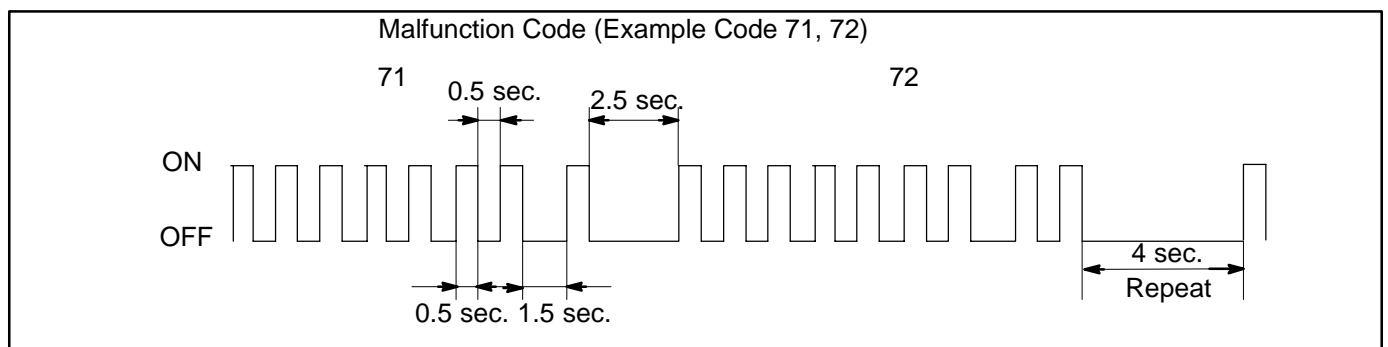 Malfunction Code (Example Code 71, 72)
71 72
0.5 sec. 2.5 sec.
ON
OFF
4 sec.
Repeat
0.5 sec. 1.5 sec.